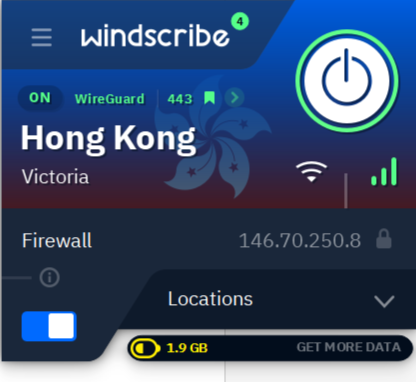 windscribe 4
ON WireGuard 443
Hong Kong
Victoria
Firewall 146.70.250.8
Locations
1.9 GB GET MORE DATA